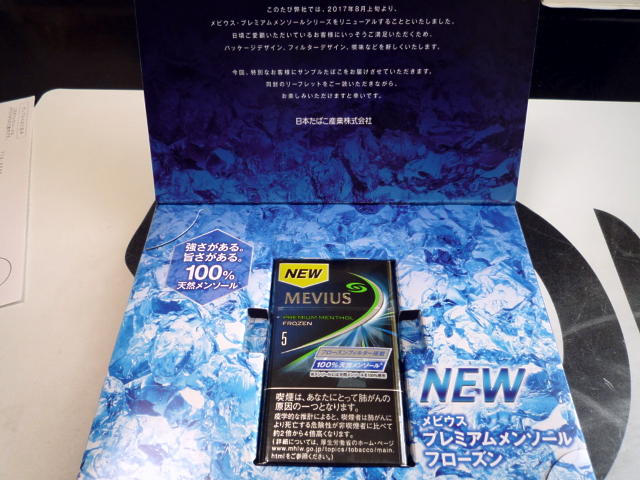 このたび弊社では、2017年8月上旬より、
メビウス・プレミアムメンソールシリーズをリニューアルすることといたしました。
日頃ご愛顧いただいているお客様にいっそうご満足いただくため、
パッケージデザイン、フィルターデザイン、喫味などを新しくいたします。
今回、特別なお客様にサンプルたばこをお届けさせていただきます。
同封のリーフレットをご一読いただきながら、
お楽しみいただけますと幸いです。
日本たばこ産業株式会社
強さがある。
旨さがある。
100%
天然メンソール
NEW
MEVIUS
PREMIUM MENTHOL
FROZEN
5
フローズンフィルター搭載
100%天然メンソール*
喫煙は、あなたにとって肺がんの
原因の一つとなります。
疫学的な推計によると、喫煙者は肺がんに
より死亡する危険性が非喫煙者に比べて
約2倍から4倍高くなります。
(詳細については、厚生労働省のホーム・ページ
www.mhlw.go.jp/topics/tobacco/main.
htmlをご参照ください。)
NEW
メビウス
プレミアムメンソール
フローズン